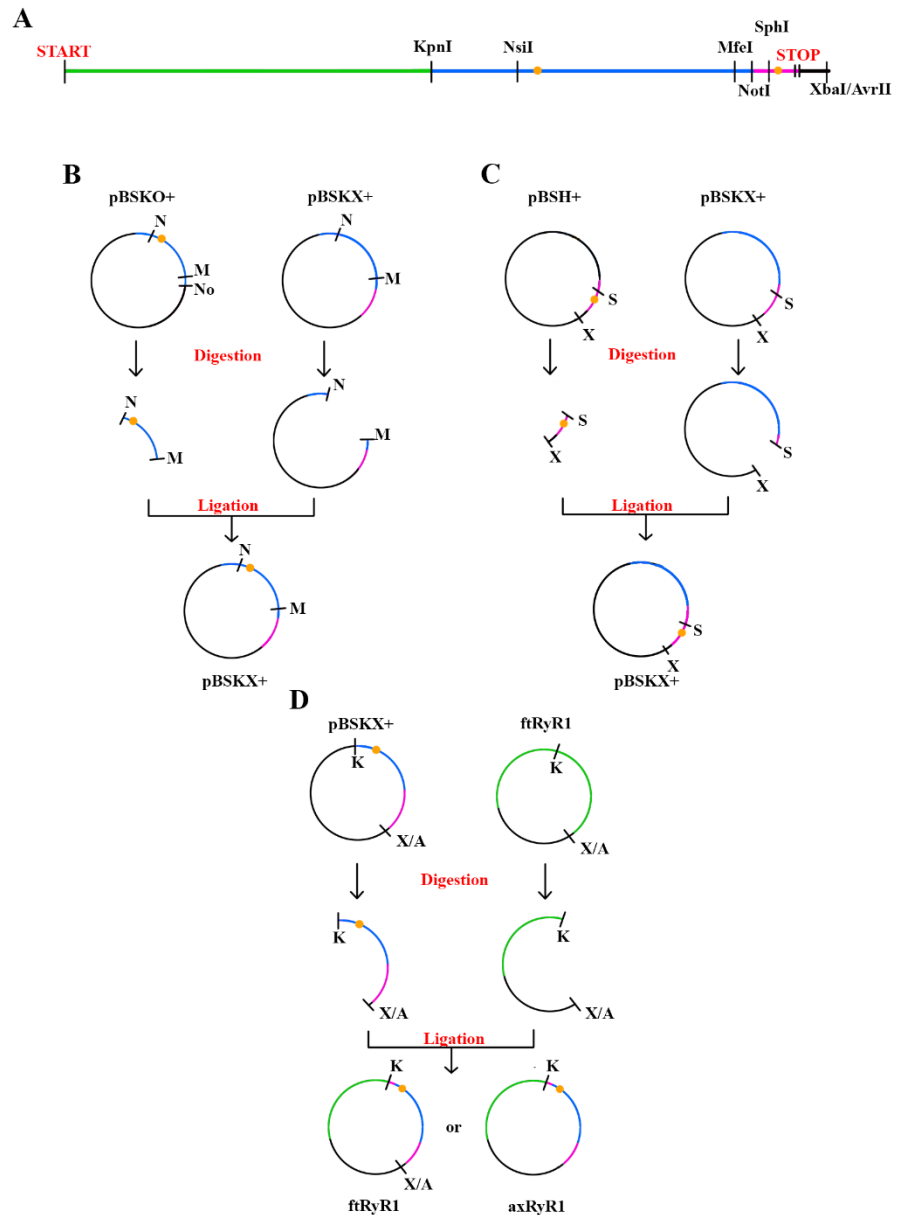 A
START
KpnI
NsiI
MfeI
SphI
STOP
NotI
XbaI/AvrII
B
pBSKO+
pBSKX+
N
M
No
N
M
Digestion
N
M
N
M
Ligation
N
M
pBSKX+
C
pBSH+
pBSKX+
S
X
S
X
Digestion
S
X
S
X
Ligation
S
X
pBSKX+
D
pBSKX+
ftRyR1
K
X/A
K
X/A
Digestion
K
X/A
K
X/A
Ligation
K
X/A
or
K
ftRyR1
axRyR1